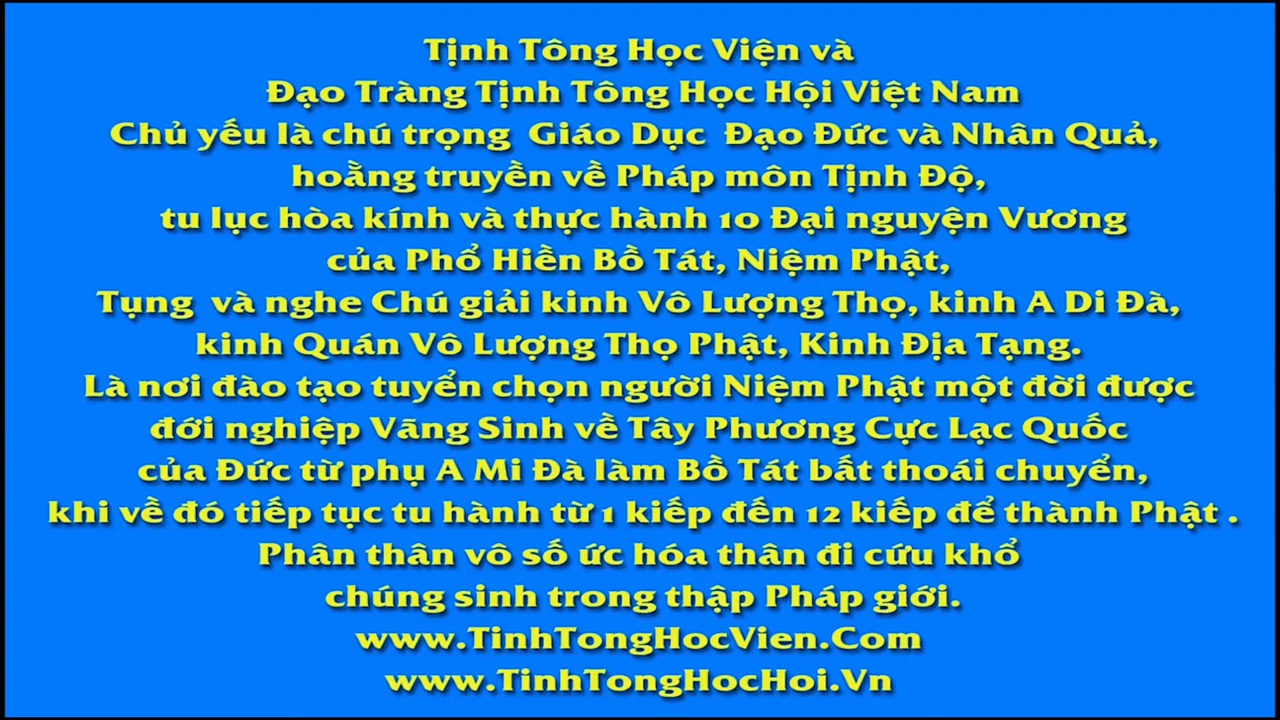 Tịnh Tông Học Viện và
Đạo Tràng Tịnh Tông Học Hội Việt Nam
Chủ yếu là chú trọng Giáo Dục Đạo Đức và Nhân Quả,
hoằng truyền về Pháp môn Tịnh Độ,
tu lục hòa kính và thực hành 10 Đại nguyện Vương
của Phổ Hiền Bồ Tát, Niệm Phật,
Tụng và nghe Chú giải kinh Vô Lượng Thọ, kinh A Di Đà,
kinh Quán Vô Lượng Thọ Phật, Kinh Địa Tạng.
Là nơi đào tạo tuyển chọn người Niệm Phật một đời được
đới nghiệp Vãng Sinh về Tây Phương Cực Lạc Quốc
của Đức từ phụ A Mi Đà làm Bồ Tát bất thoái chuyển,
khi về đó tiếp tục tu hành từ 1 kiếp đến 12 kiếp để thành Phật .
Phân thân vô số ức hóa thân đi cứu khổ
chúng sinh trong thập Pháp giới.
www.TinhTongHocVien.Com
www.TinhTongHocHoi.Vn